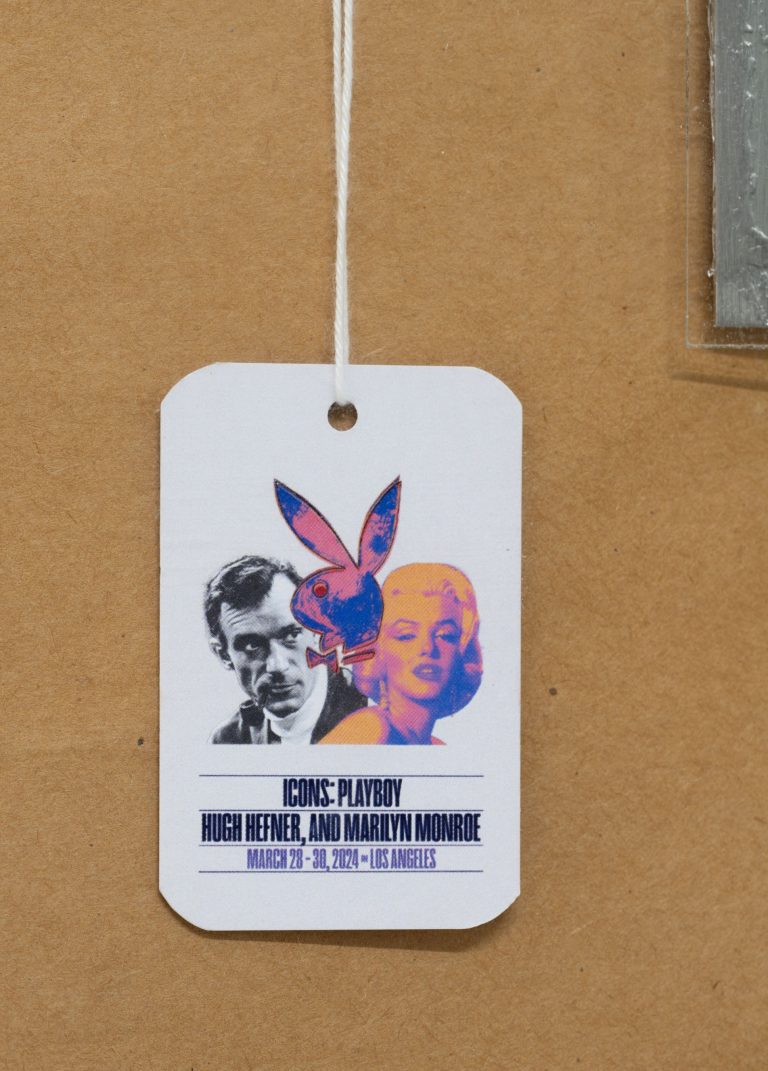 ICONS: PLAYBOY
HUGH HEFNER, AND MARILYN MONROE
MARCH 28 - 30, 2024 LOS ANGELES